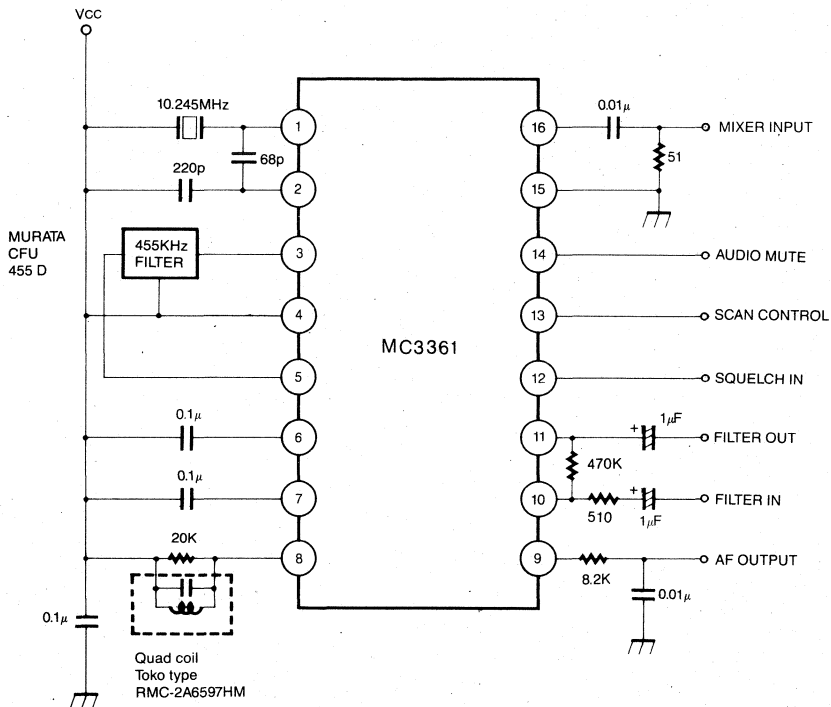 Vcc
10.245MHz
1
68p
220p
2
MURATA
CFU
455 D
455KHz
FILTER
3
4
5
0.1μ
6
0.1μ
7
20K
8
0.1μ
Quad coil
Toko type
RMC-2A6597HM
MC3361
16
0.01μ
MIXER INPUT
51
15
14
AUDIO MUTE
13
SCAN CONTROL
12
SQUELCH IN
11
+
1μF
FILTER OUT
470K
10
510
+
1μF
FILTER IN
9
8.2K
AF OUTPUT
0.01μ